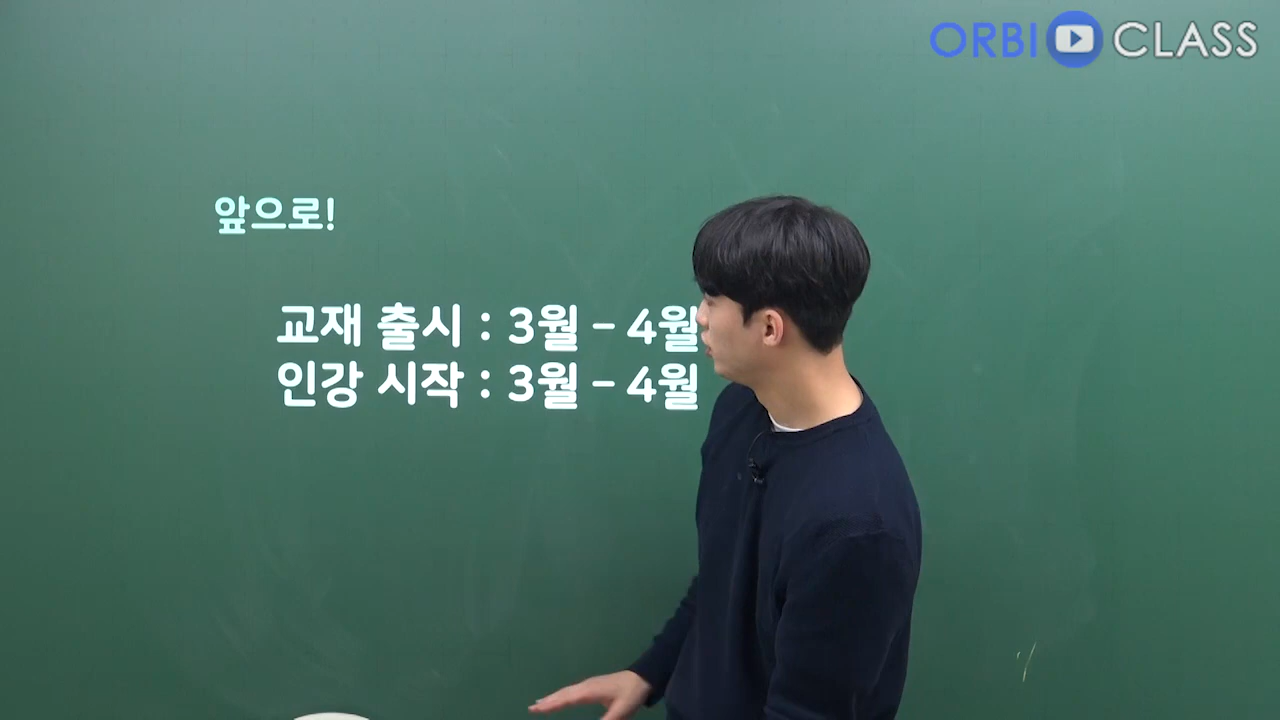 ORBI CLASS
앞으로!
교재 출시 : 3월 – 4월
인강 시작 : 3월 – 4월